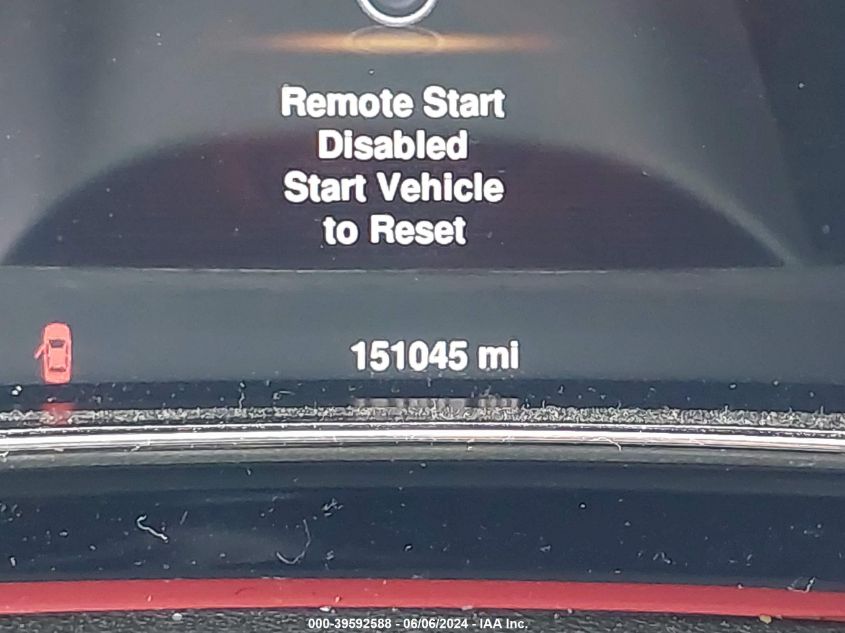 Remote Start
Disabled
Start Vehicle
to Reset
151045 mi
000-39592588 - 06/06/2024 - IAA Inc.